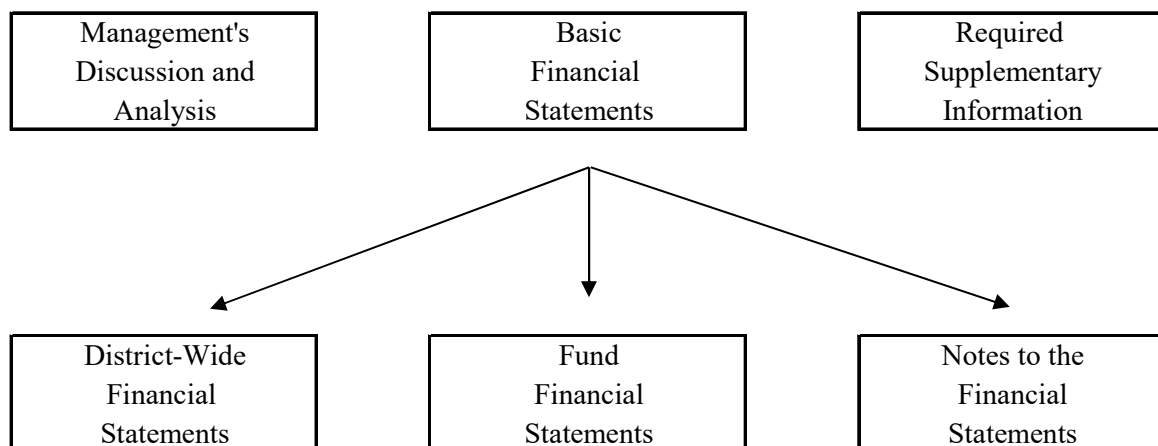 Management's
Discussion and
Analysis
Basic
Financial
Statements
Required
Supplementary
Information
District-Wide
Financial
Statements
Fund
Financial
Statements
Notes to the
Financial
Statements